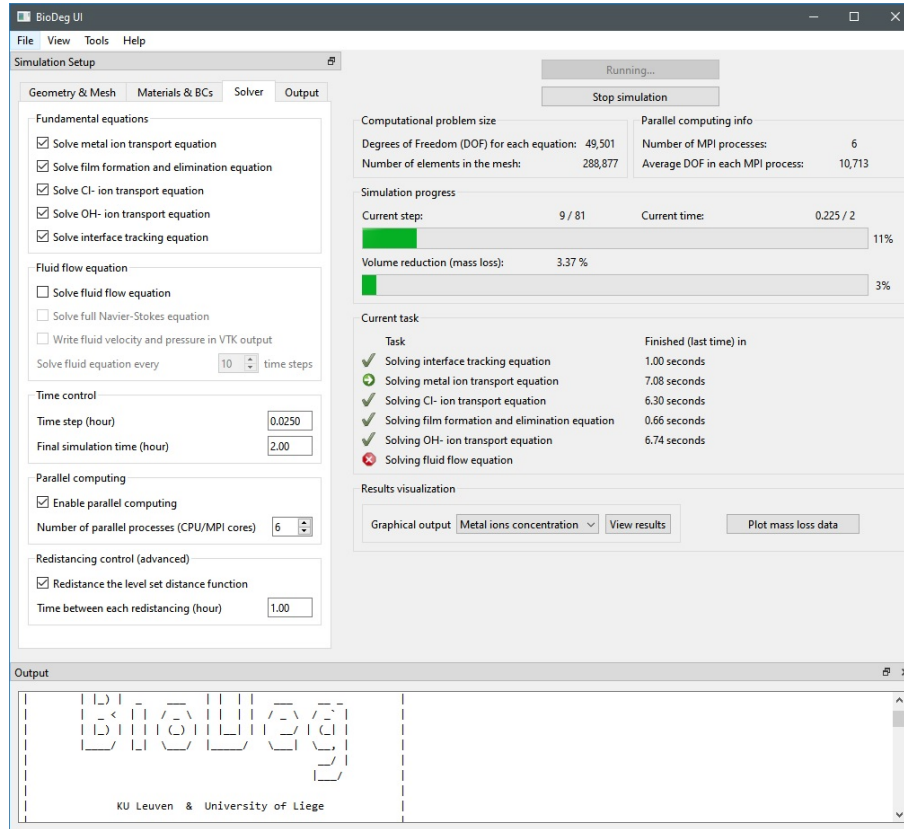 BioDeg UI
File View Tools Help
Simulation Setup
Geometry & Mesh Materials & BCs Solver Output
Fundamental equations
Solve metal ion transport equation
Solve film formation and elimination equation
Solve Cl- ion transport equation
Solve OH- ion transport equation
Solve interface tracking equation
Fluid flow equation
Solve fluid flow equation
Solve full Navier-Stokes equation
Write fluid velocity and pressure in VTK output
Solve fluid equation every 10 time steps
Time control
Time step (hour) 0.0250
Final simulation time (hour) 2.00
Parallel computing
Enable parallel computing
Number of parallel processes (CPU/MPI cores) 6
Redistancing control (advanced)
Redistance the level set distance function
Time between each redistancing (hour) 1.00
Running...
Stop simulation
Computational problem size
Degrees of Freedom (DOF) for each equation: 49,501
Number of elements in the mesh: 288,877
Parallel computing info
Number of MPI processes: 6
Average DOF in each MPI process: 10,713
Simulation progress
Current step: 9 / 81 Current time: 0.225 / 2
11%
Volume reduction (mass loss): 3.37 %
3%
Current task
Task Finished (last time) in
Solving interface tracking equation 1.00 seconds
Solving metal ion transport equation 7.08 seconds
Solving Cl- ion transport equation 6.30 seconds
Solving film formation and elimination equation 0.66 seconds
Solving OH- ion transport equation 6.74 seconds
Solving fluid flow equation
Results visualization
Graphical output Metal ions concentration View results Plot mass loss data
Output
BioDeg
KU Leuven & University of Liege